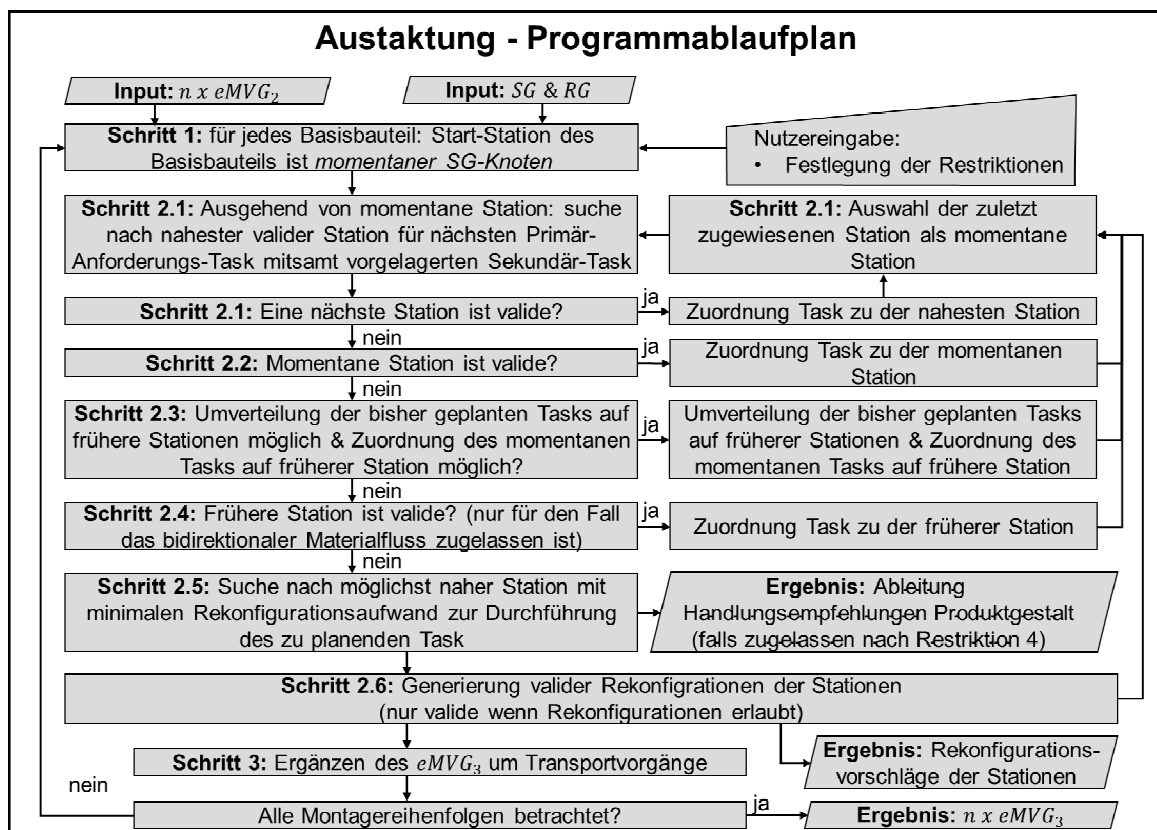 Austaktung - Programmablaufplan
Input: n x eMVG₂
Input: SG & RG
Schritt 1: für jedes Basisbauteil: Start-Station des
Basisbauteils ist momentaner SG-Knoten
Nutzereingabe:
• Festlegung der Restriktionen
Schritt 2.1: Ausgehend von momentane Station: suche
nach nahester valider Station für nächsten Primär-
Anforderungs-Task mitsamt vorgelagerten Sekundär-Task
Schritt 2.1: Auswahl der zuletzt
zugewiesenen Station als momentane
Station
Schritt 2.1: Eine nächste Station ist valide?
ja
Zuordnung Task zu der nahesten Station
nein
Schritt 2.2: Momentane Station ist valide?
ja
Zuordnung Task zu der momentanen
Station
nein
Schritt 2.3: Umverteilung der bisher geplanten Tasks auf
frühere Stationen möglich & Zuordnung des momentanen
Tasks auf früherer Station möglich?
ja
Umverteilung der bisher geplanten Tasks
auf früherer Stationen & Zuordnung des
momentanen Tasks auf frühere Station
nein
Schritt 2.4: Frühere Station ist valide? (nur für den Fall
das bidirektionaler Materialfluss zugelassen ist)
ja
Zuordnung Task zu der früherer Station
nein
Schritt 2.5: Suche nach möglichst naher Station mit
minimalen Rekonfigurationsaufwand zur Durchführung
des zu planenden Task
Ergebnis: Ableitung
Handlungsempfehlungen Produktgestalt
(falls zugelassen nach Restriktion 4)
Schritt 2.6: Generierung valider Rekonfigrationen der Stationen
(nur valide wenn Rekonfigurationen erlaubt)
Schritt 3: Ergänzen des eMVG₃ um Transportvorgänge
Ergebnis: Rekonfigurations-
vorschläge der Stationen
nein
Alle Montagereihenfolgen betrachtet?
ja
Ergebnis: n x eMVG₃